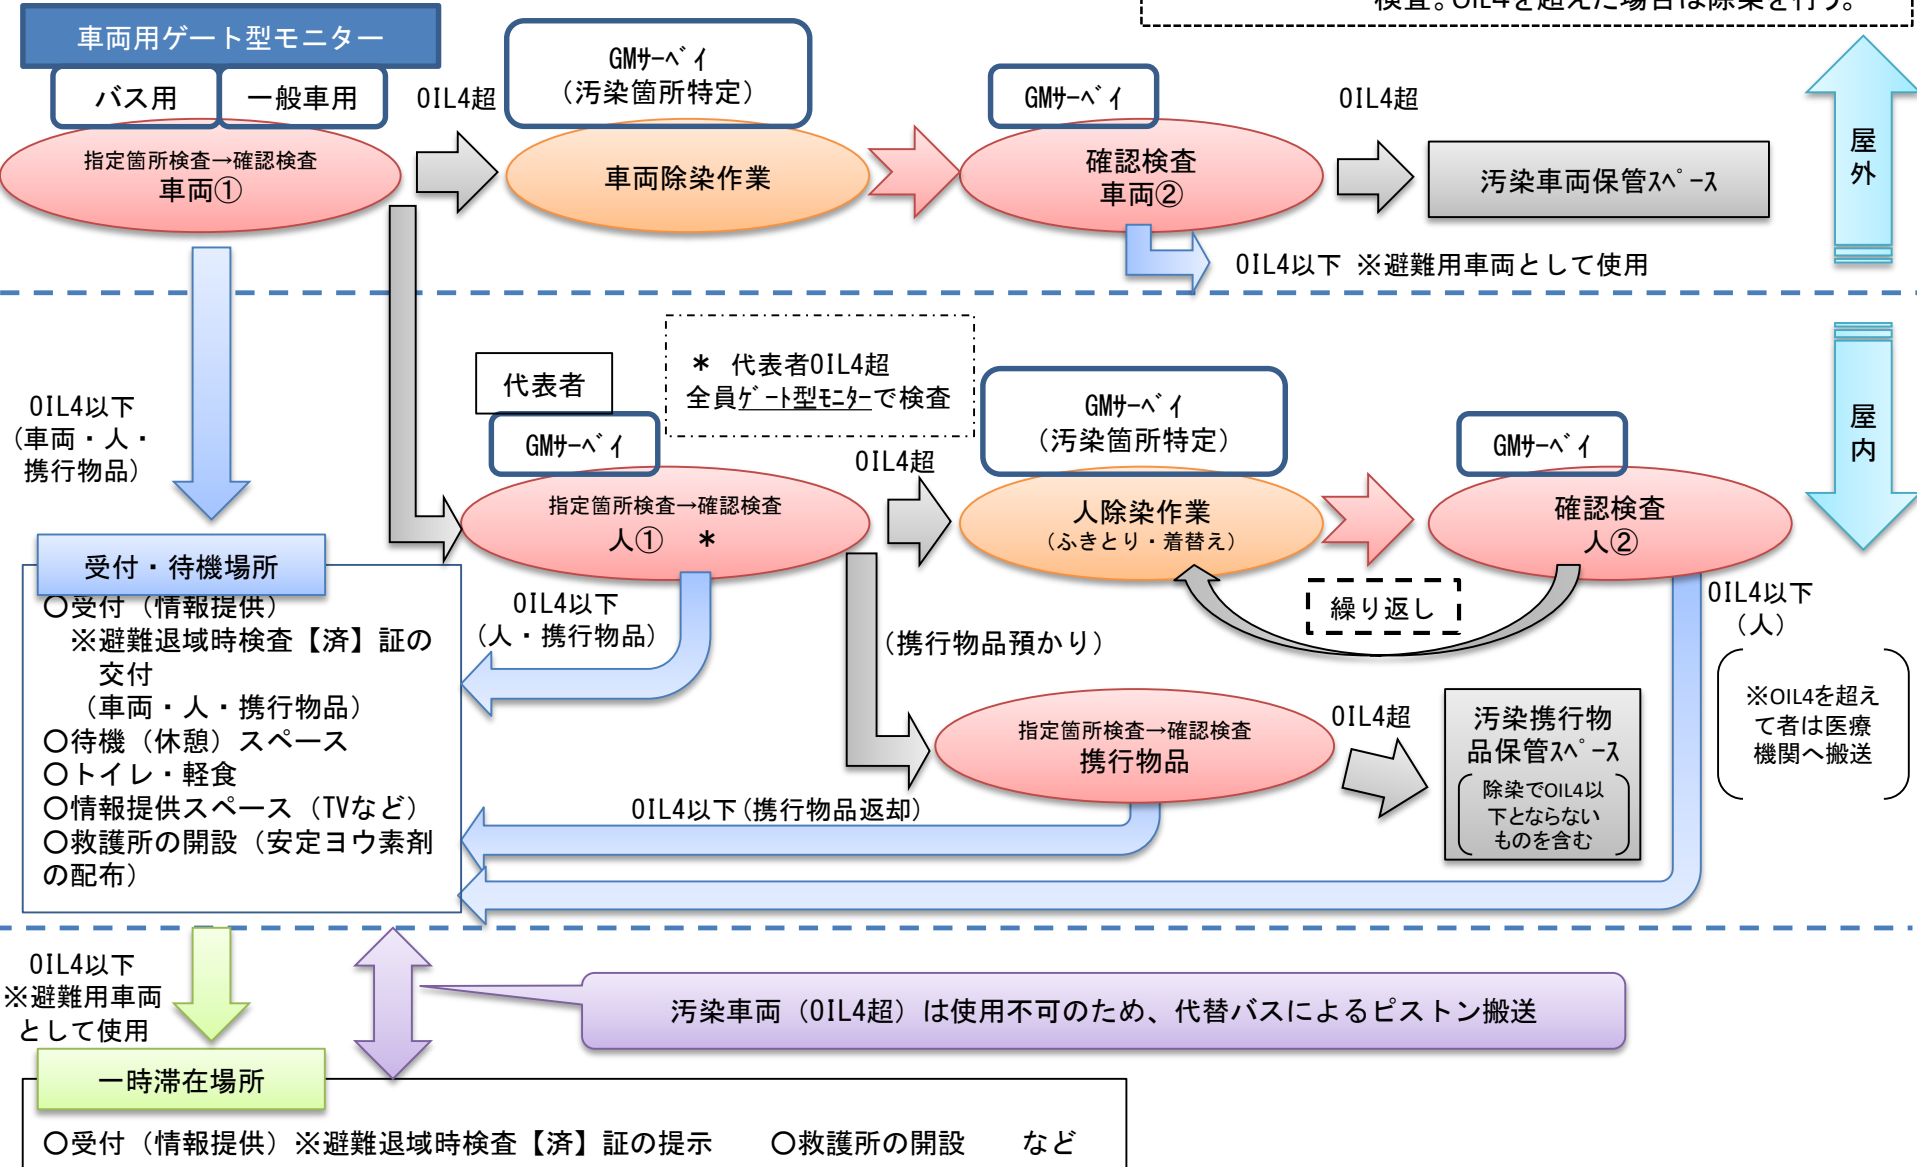 検査。OIL4を超えた場合は除染を行う。
車両用ゲート型モニター
バス用
一般車用
OIL4超
GMサーベイ
(汚染箇所特定)
GMサーベイ
OIL4超
指定箇所検査→確認検査
車両①
車両除染作業
確認検査
車両②
汚染車両保管スペース
屋外
OIL4以下 ※避難用車両として使用
OIL4以下
(車両・人・
携行物品)
代表者
GMサーベイ
* 代表者OIL4超
全員ゲート型モニターで検査
OIL4超
GMサーベイ
(汚染箇所特定)
GMサーベイ
屋内
指定箇所検査→確認検査
人① *
人除染作業
(ふきとり・着替え)
確認検査
人②
繰り返し
OIL4以下
(人・携行物品)
(携行物品預かり)
OIL4以下
(人)
※OIL4を超え
て者は医療
機関へ搬送
受付・待機場所
○受付(情報提供)
※避難退域時検査【済】証の
交付
(車両・人・携行物品)
○待機(休憩)スペース
○トイレ・軽食
○情報提供スペース(TVなど)
○救護所の開設(安定ヨウ素剤
の配布)
指定箇所検査→確認検査
携行物品
OIL4超
汚染携行物
品保管スペース
除染でOIL4以
下とならない
ものを含む
OIL4以下(携行物品返却)
OIL4以下
※避難用車両
として使用
汚染車両(OIL4超)は使用不可のため、代替バスによるピストン搬送
一時滞在場所
○受付(情報提供)※避難退域時検査【済】証の提示 ○救護所の開設 など